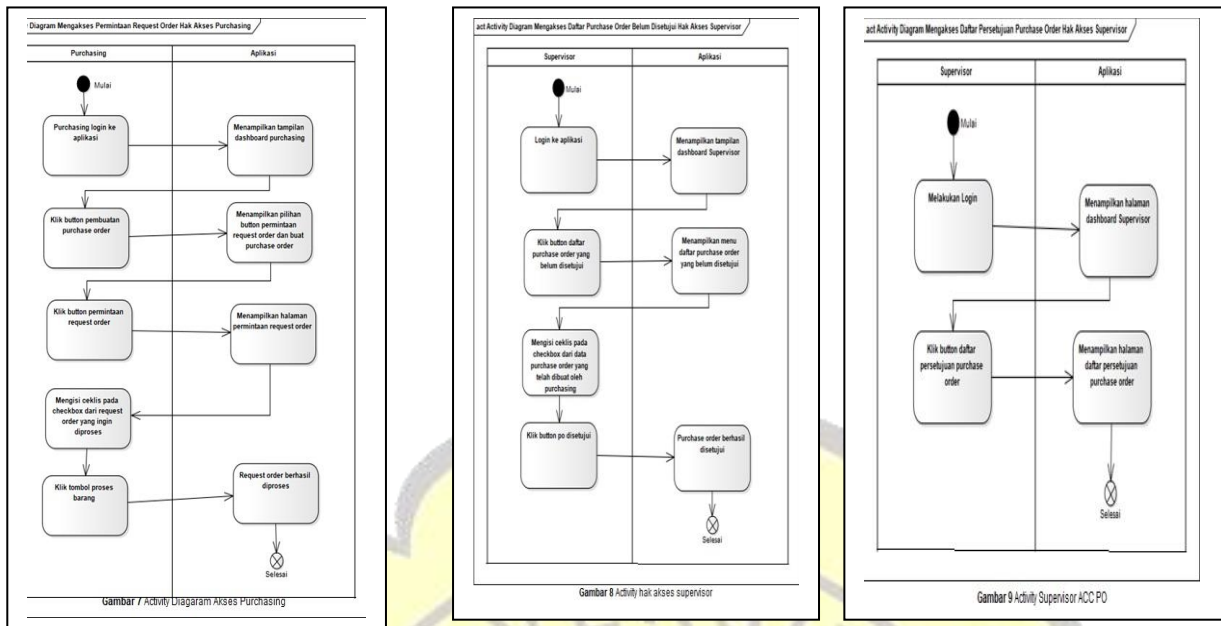 Diagram Mengakses Permintaan Request Order Hak Akses Purchasing
Purchasing
Aplikasi
Mulai
Purchasing login ke
aplikasi
Menampilkan tampilan
dashboard purchasing
Klik button pembuatan
purchase order
Menampilkan pilihan
button permintaan
request order dan buat
purchase order
Klik button permintaan
request order
Menampilkan halaman
permintaan request order
Mengisi ceklis pada
checkbox dari request
order yang ingin
diproses
Klik tombol proses
barang
Request order berhasil
diproses
Selesai
Gambar 7 Activity Diagaram Akses Purchasing
act Activity Diagram Mengakses Daftar Purchase Order Belum Disetujui Hak Akses Supervisor
Supervisor
Aplikasi
Mulai
Login ke aplikasi
Menampilkan tampilan
dashboard Supervisor
Klik button daftar
purchase order yang
belum disetujui
Menampilkan menu
daftar purchase order
yang belum disetujui
Mengisi ceklis pada
checkbox dari data
purchase order yang
telah dibuat oleh
purchasing
Klik button po disetujui
Purchase order berhasil
disetujui
Selesai
Gambar 8 Activity hak akses supervisor
act Activity Diagram Mengakses Daftar Persetujuan Purchase Order Hak Akses Supervisor
Supervisor
Aplikasi
Mulai
Melakukan Login
Menampilkan halaman
dashboard Supervisor
Klik button daftar
persetujuan purchase
order
Menampilkan halaman
daftar persetujuan
purchase order
Selesai
Gambar 9 Activity Supervisor ACC PO